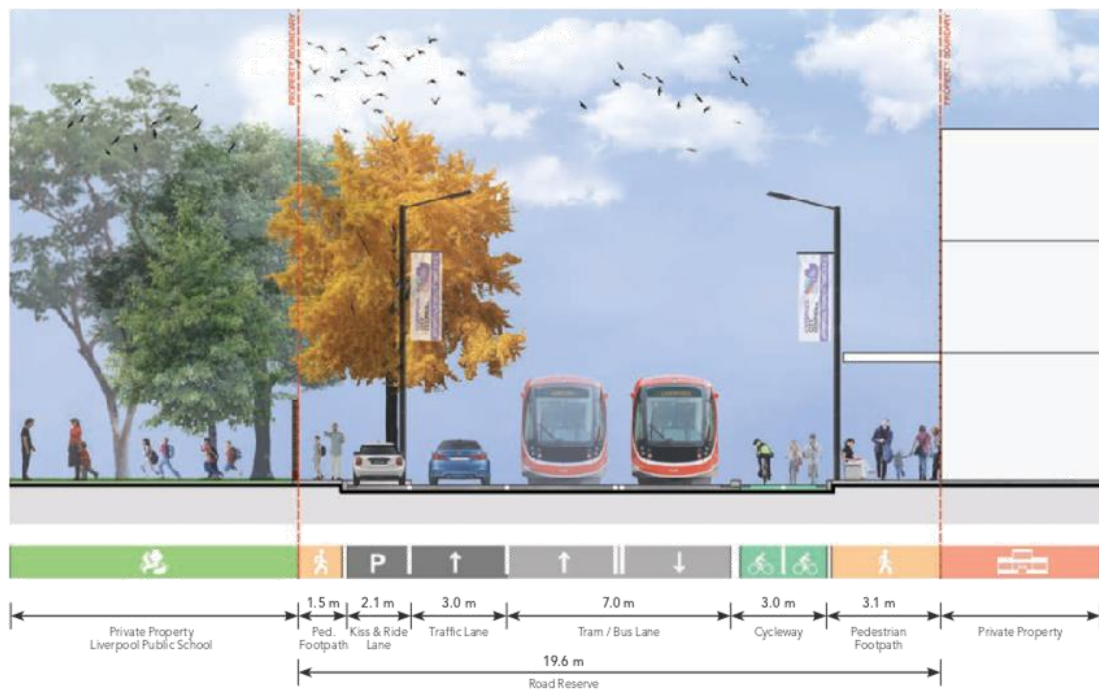 PROPERTY BOUNDARY
PROPERTY BOUNDARY
P
1.5 m
2.1 m
3.0 m
7.0 m
3.0 m
3.1 m
Private Property
Liverpool Public School
Ped.
Footpath
Kiss & Ride
Lane
Traffic Lane
Tram / Bus Lane
Cycleway
Pedestrian
Footpath
Private Property
19.6 m
Road Reserve